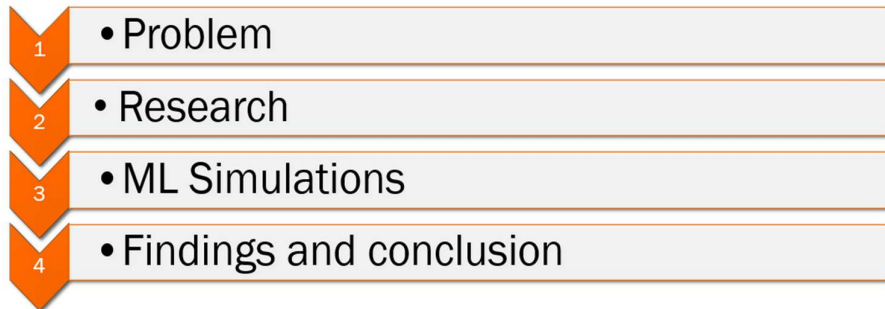 1 • Problem
2 • Research
3 • ML Simulations
4 • Findings and conclusion